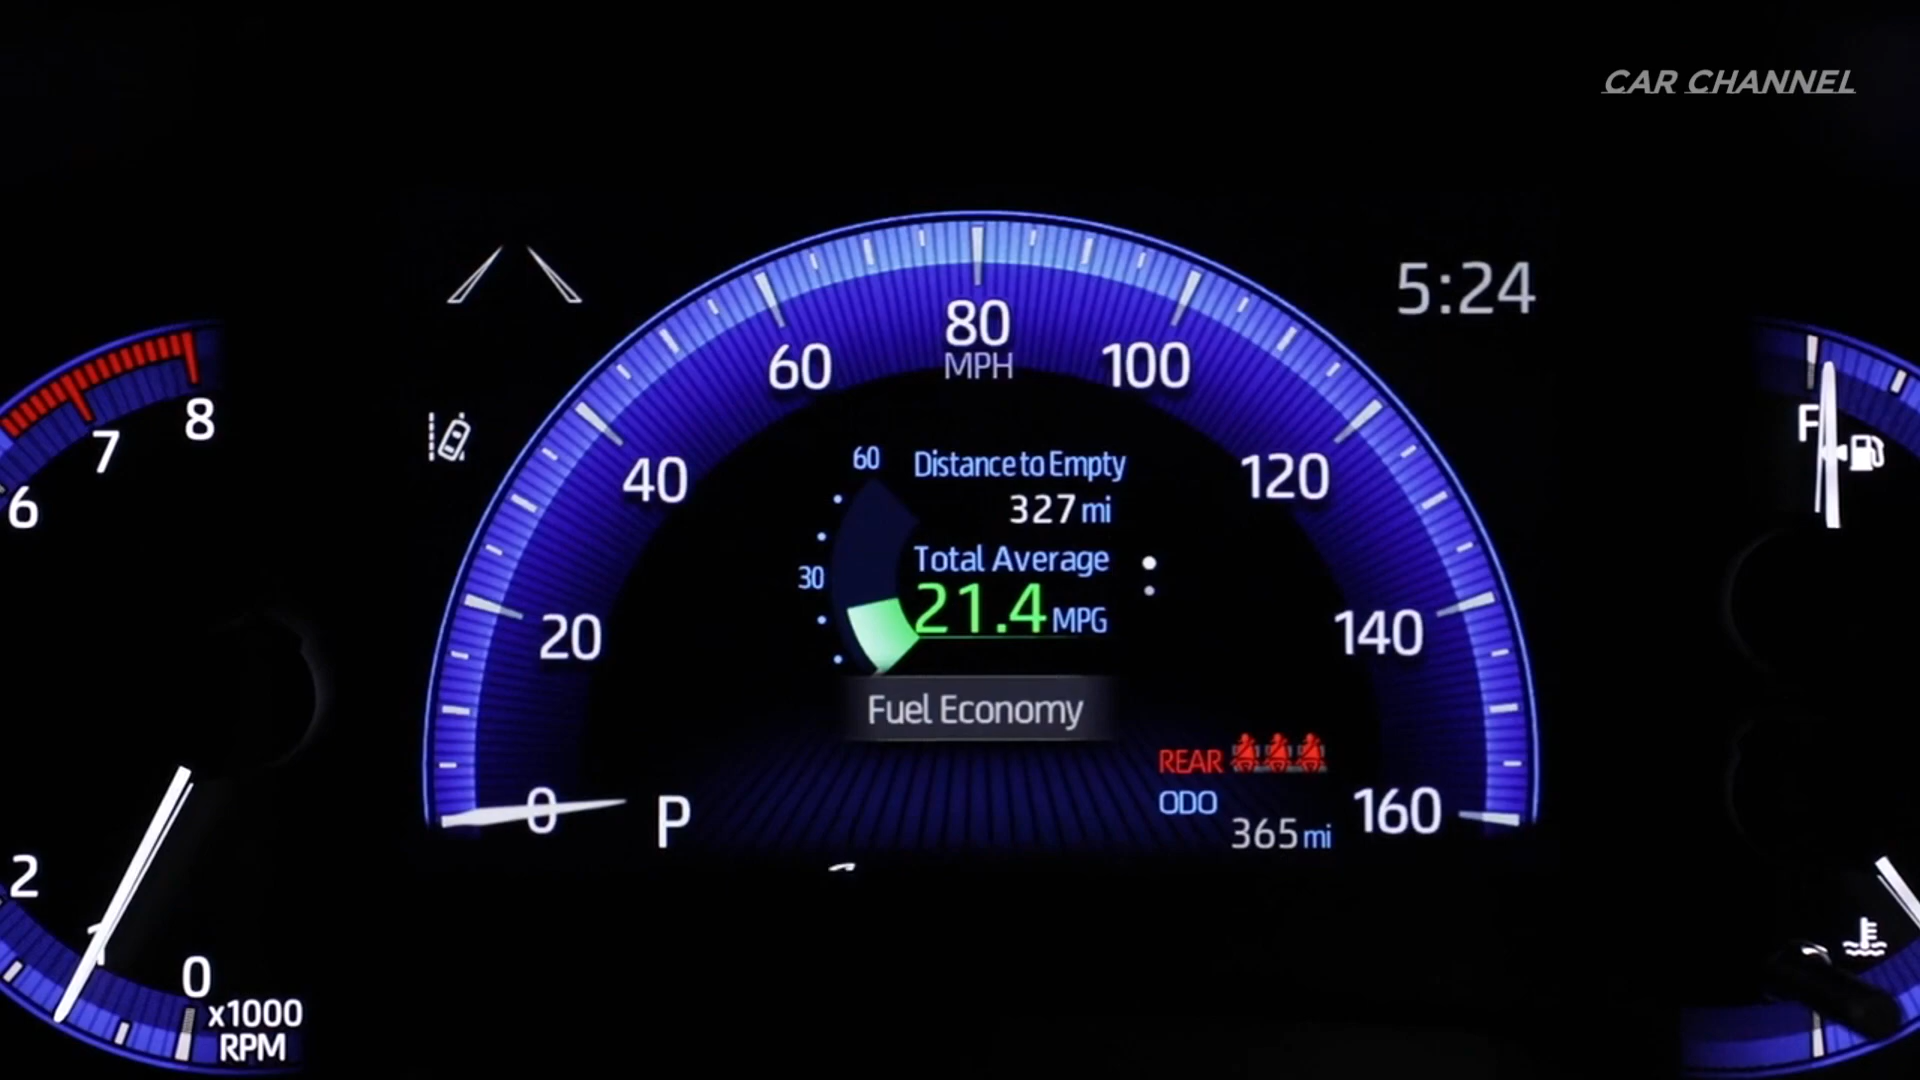 CAR CHANNEL
5:24
80
MPH
60
100
40
120
20
140
0
160
8
7
6
2
1
0
x1000
RPM
F
60
30
Distance to Empty
327 mi
Total Average
21.4 MPG
Fuel Economy
REAR
ODO
365 mi
P